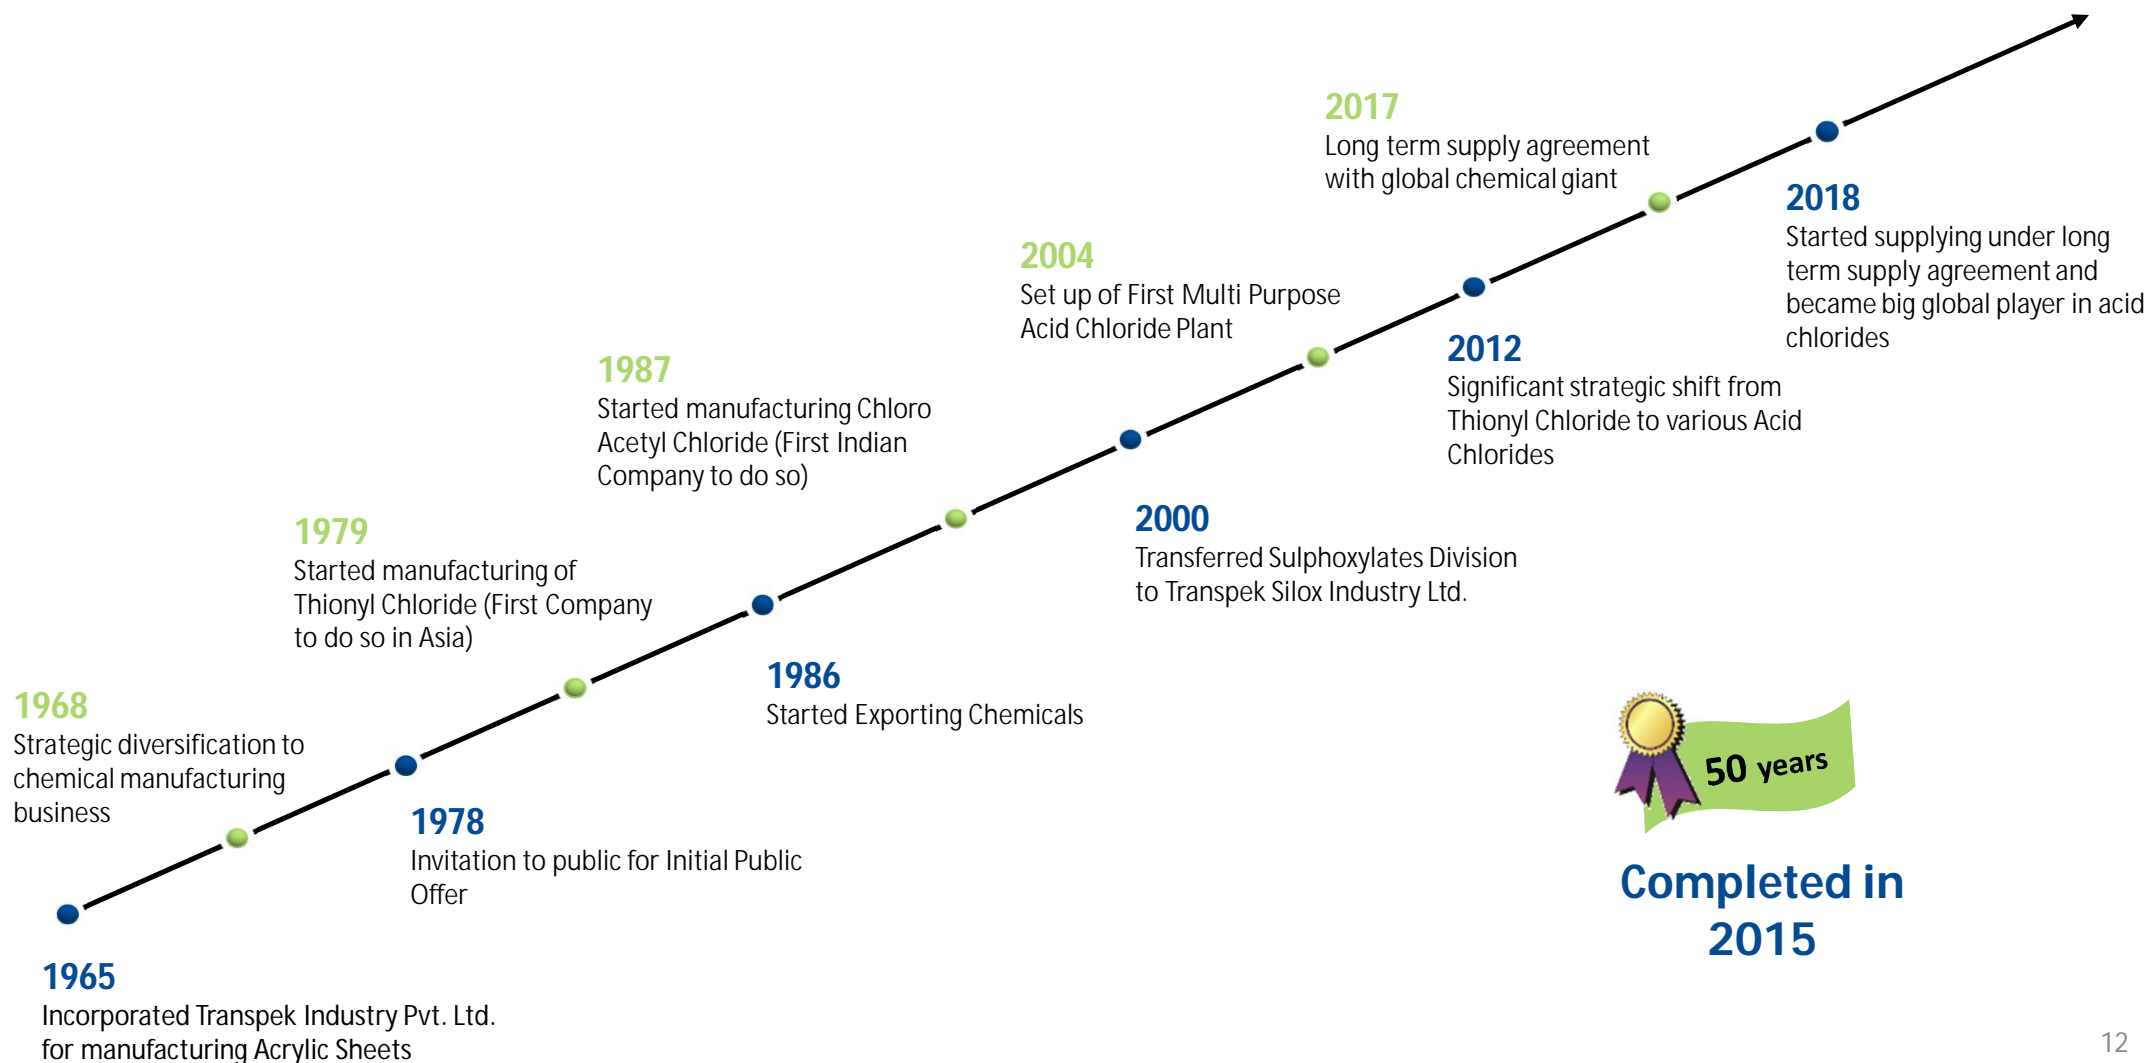 1965
Incorporated Transpek Industry Pvt. Ltd.
for manufacturing Acrylic Sheets
1968
Strategic diversification to
chemical manufacturing
business
1978
Invitation to public for Initial Public
Offer
1979
Started manufacturing of
Thionyl Chloride (First Company
to do so in Asia)
1986
Started Exporting Chemicals
1987
Started manufacturing Chloro
Acetyl Chloride (First Indian
Company to do so)
2000
Transferred Sulphoxylates Division
to Transpek Silox Industry Ltd.
2004
Set up of First Multi Purpose
Acid Chloride Plant
2012
Significant strategic shift from
Thionyl Chloride to various Acid
Chlorides
2017
Long term supply agreement
with global chemical giant
2018
Started supplying under long
term supply agreement and
became big global player in acid
chlorides
50 years
Completed in
2015
12